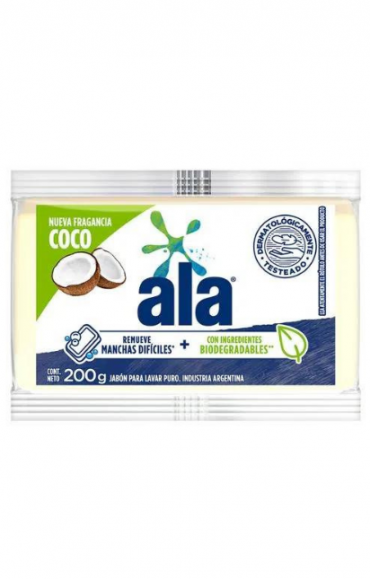 NUEVA FRAGANCIA
COCO
DERMATOLÓGICAMENTE
TESTEADO
ala®
REMUEVE
MANCHAS DIFÍCILES*
+
CON INGREDIENTES
BIODEGRADABLES**
CONT.
NETO
200g
JABÓN PARA LAVAR PURO. INDUSTRIA ARGENTINA